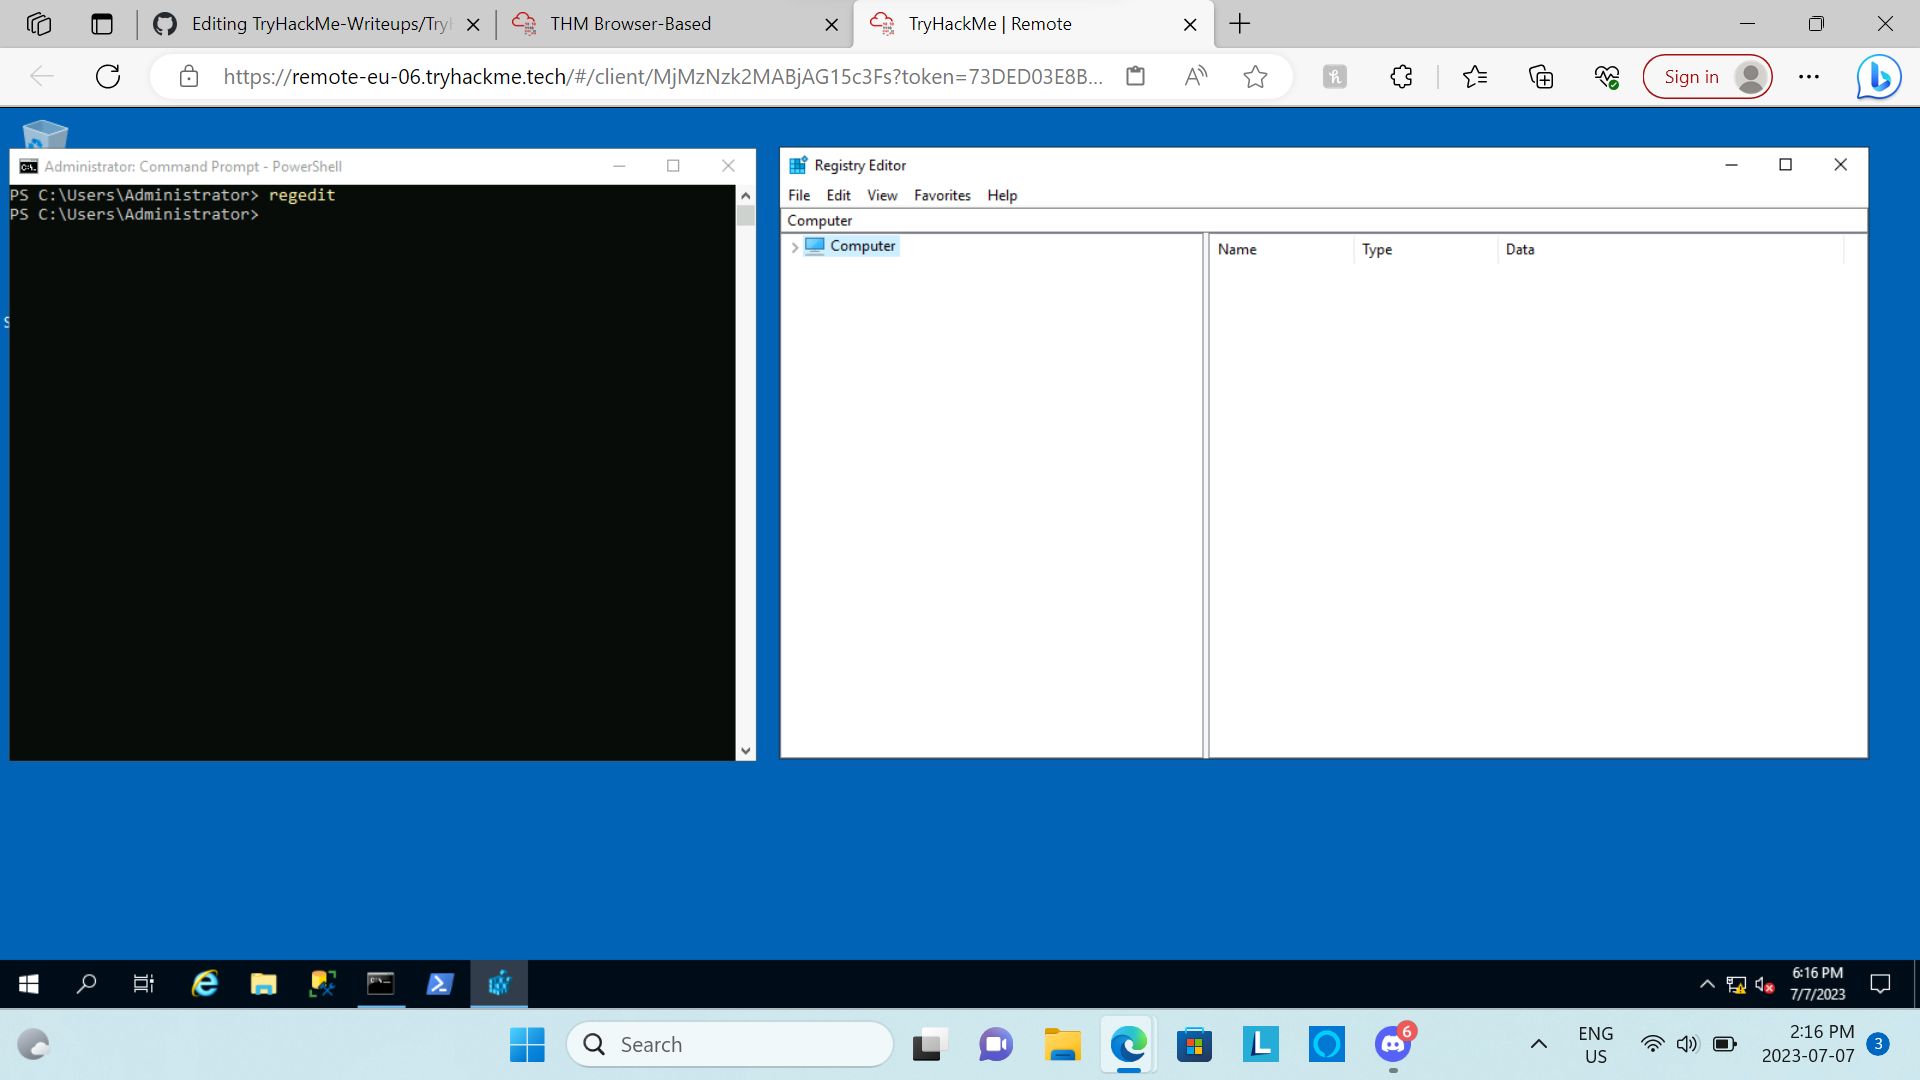 Editing TryHackMe-Writeups/Try
THM Browser-Based
TryHackMe | Remote
https://remote-eu-06.tryhackme.tech/#/client/MjMzNzk2MABjAG15c3Fs?token=73DED03E8B...
Sign in
Administrator: Command Prompt - PowerShell
PS C:\Users\Administrator> regedit
PS C:\Users\Administrator>
Registry Editor
File Edit View Favorites Help
Computer
Computer
Name Type Data
6:16 PM
7/7/2023
Search
6
ENG
US
2:16 PM
2023-07-07
3